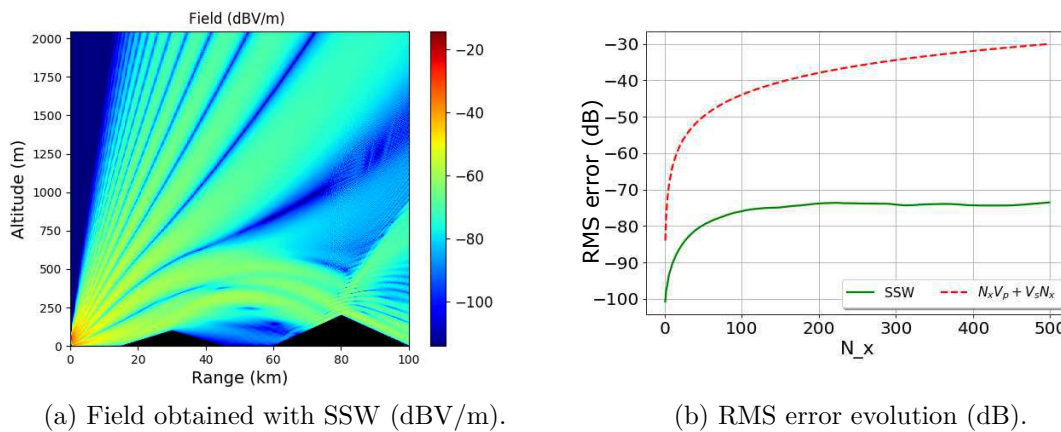 Field (dBV/m)
Altitude (m)
2000
1750
1500
1250
1000
750
500
250
0
0 20 40 60 80 100
Range (km)
−20
−40
−60
−80
−100
RMS error (dB)
−30
−40
−50
−60
−70
−80
−90
−100
0 100 200 300 400 500
N_x
SSW
N_xV_p + V_sN_x
(a) Field obtained with SSW (dBV/m).
(b) RMS error evolution (dB).